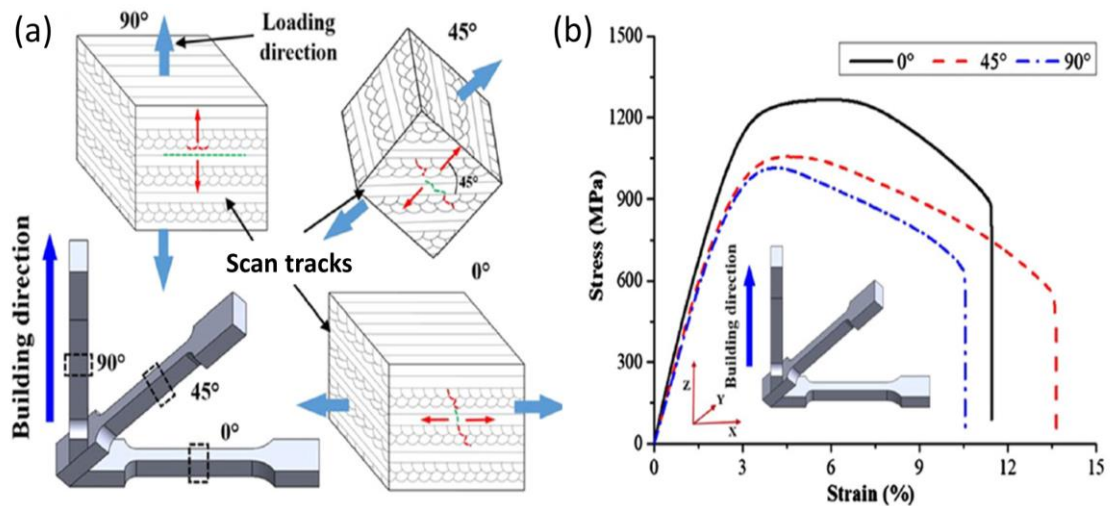 (a)
90°
Loading
direction
45°
45°
Scan tracks
0°
Building direction
90°
45°
0°
(b)
1500
1200
900
600
300
0
Stress (MPa)
0° 45° 90°
Building direction
Z
Y
X
0 3 6 9 12 15
Strain (%)